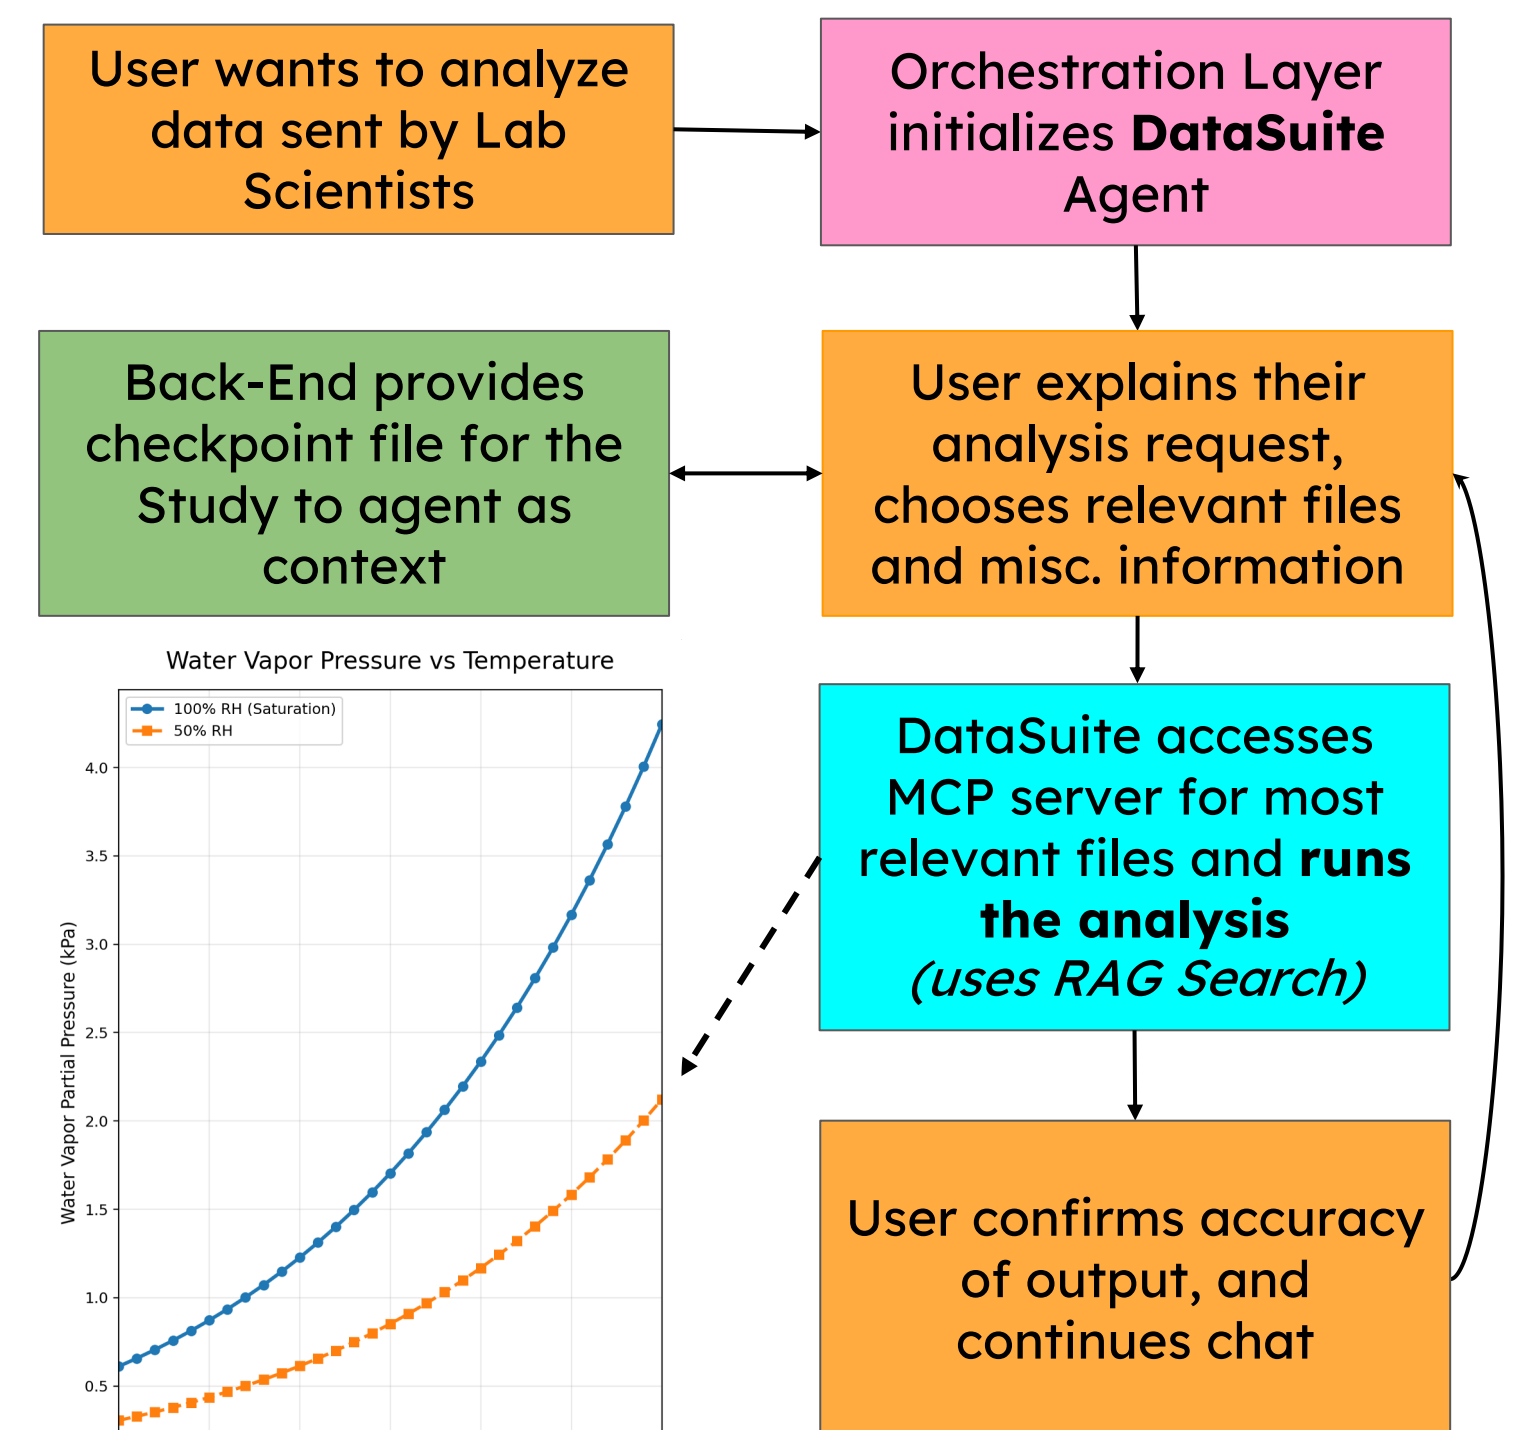 User wants to analyze
data sent by Lab
Scientists
Orchestration Layer
initializes DataSuite
Agent
Back-End provides
checkpoint file for the
Study to agent as
context
User explains their
analysis request,
chooses relevant files
and misc. information
Water Vapor Pressure vs Temperature
100% RH (Saturation)
50% RH
Water Vapor Partial Pressure (kPa)
4.0
3.5
3.0
2.5
2.0
1.5
1.0
0.5
DataSuite accesses
MCP server for most
relevant files and runs
the analysis
(uses RAG Search)
User confirms accuracy
of output, and
continues chat